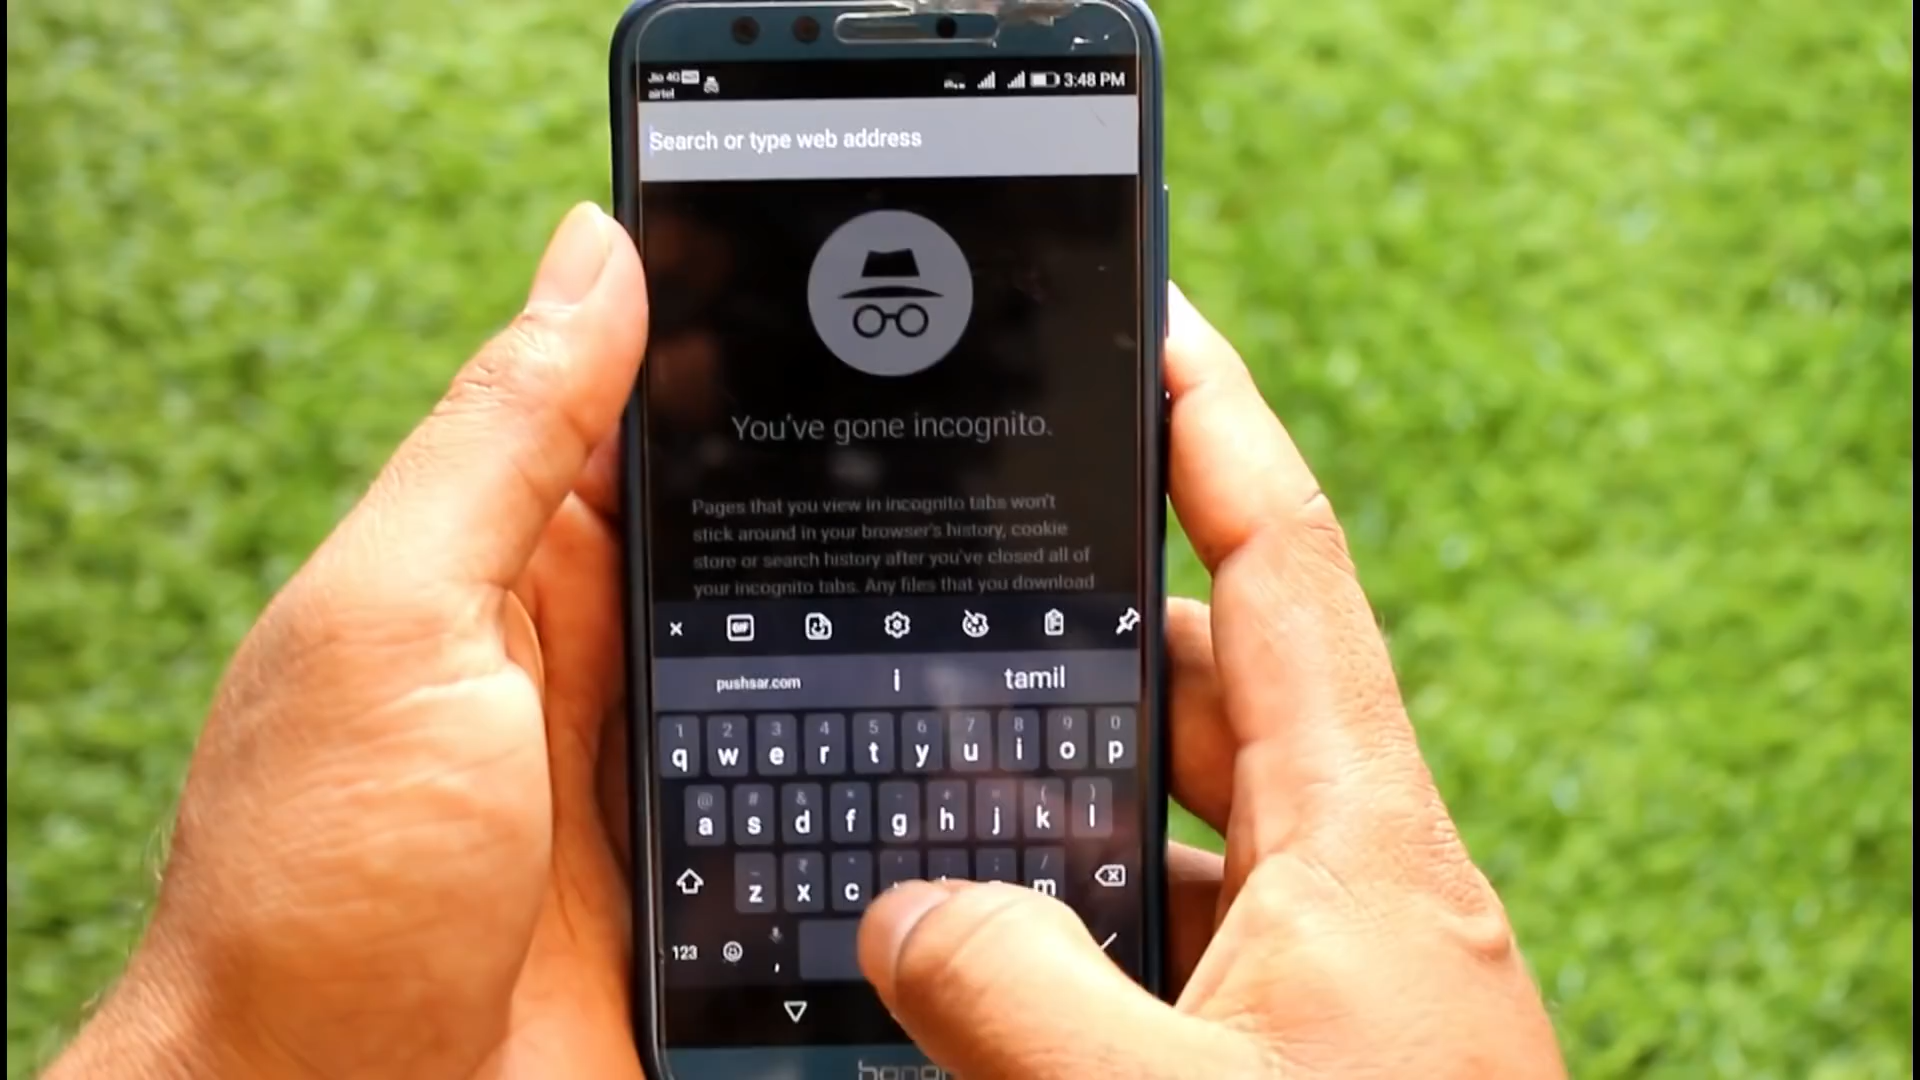 Jio 4G HD
airtel
3:48 PM
Search or type web address
You've gone incognito.
Pages that you view in incognito tabs won't
stick around in your browser's history, cookie
store or search history after you've closed all of
your incognito tabs. Any files that you download
GIF
pushsar.com i tamil
1 2 3 4 5 6 7 8 9 0
q w e r t y u i o p
@ # & * - + = ( )
a s d f g h j k l
z x c m
123 ,
honor